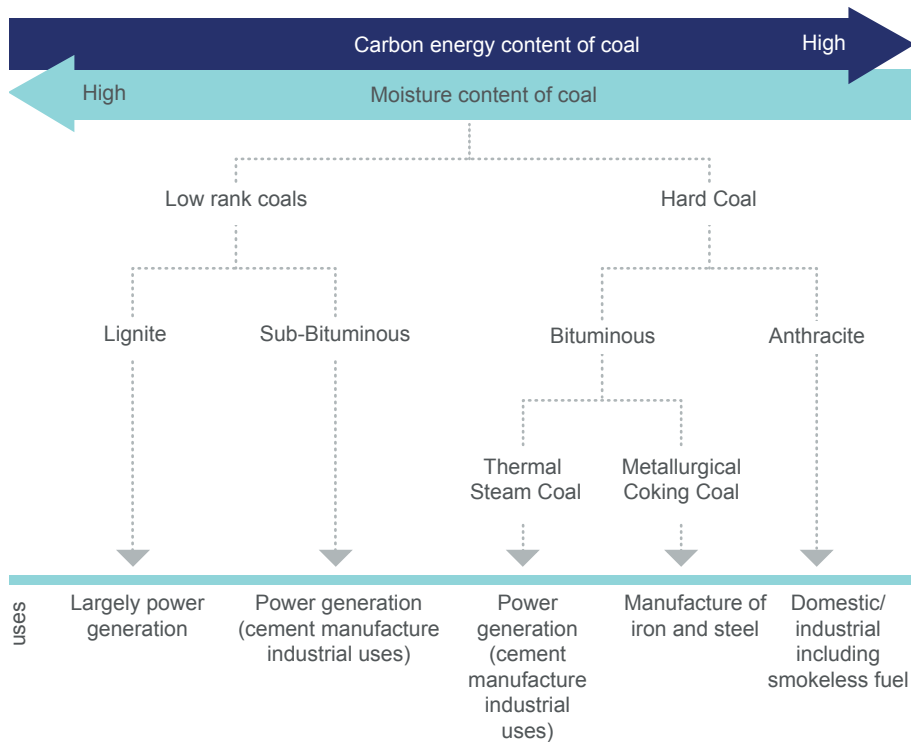 Carbon energy content of coal
High
High
Moisture content of coal
Low rank coals
Hard Coal
Lignite
Sub-Bituminous
Bituminous
Anthracite
Thermal
Steam Coal
Metallurgical
Coking Coal
uses
Largely power
generation
Power generation
(cement manufacture
industrial uses)
Power
generation
(cement
manufacture
industrial
uses)
Manufacture of
iron and steel
Domestic/
industrial
including
smokeless fuel